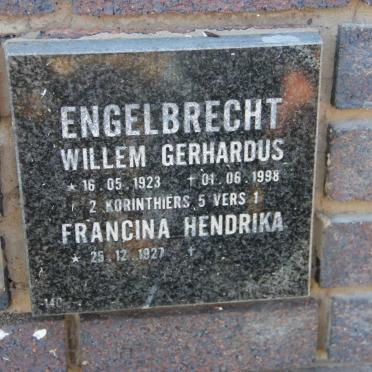 ENGELBRECHT
WILLEM GERHARDUS
* 16.05.1923 †01.06.1998
2 KORINTHIERS 5 VERS 1
FRANCINA HENDRIKA
* 25.12.1927 †
140